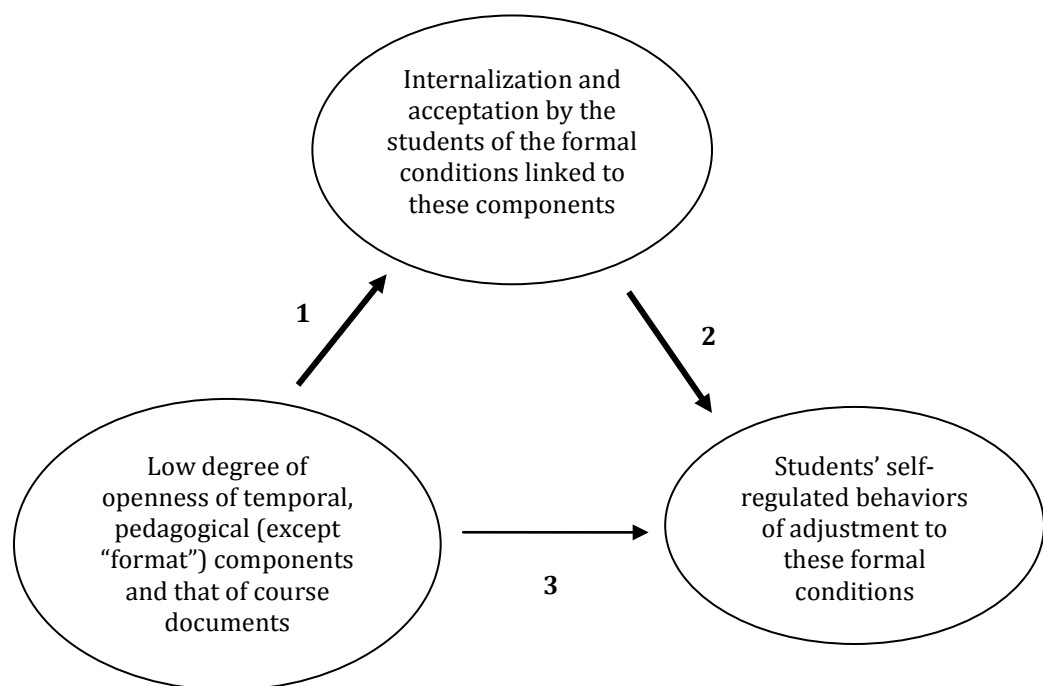 Internalization and
acceptation by the
students of the formal
conditions linked to
these components
1
2
Low degree of
openness of temporal,
pedagogical (except
“format”) components
and that of course
documents
3
Students’ self-
regulated behaviors
of adjustment to
these formal
conditions